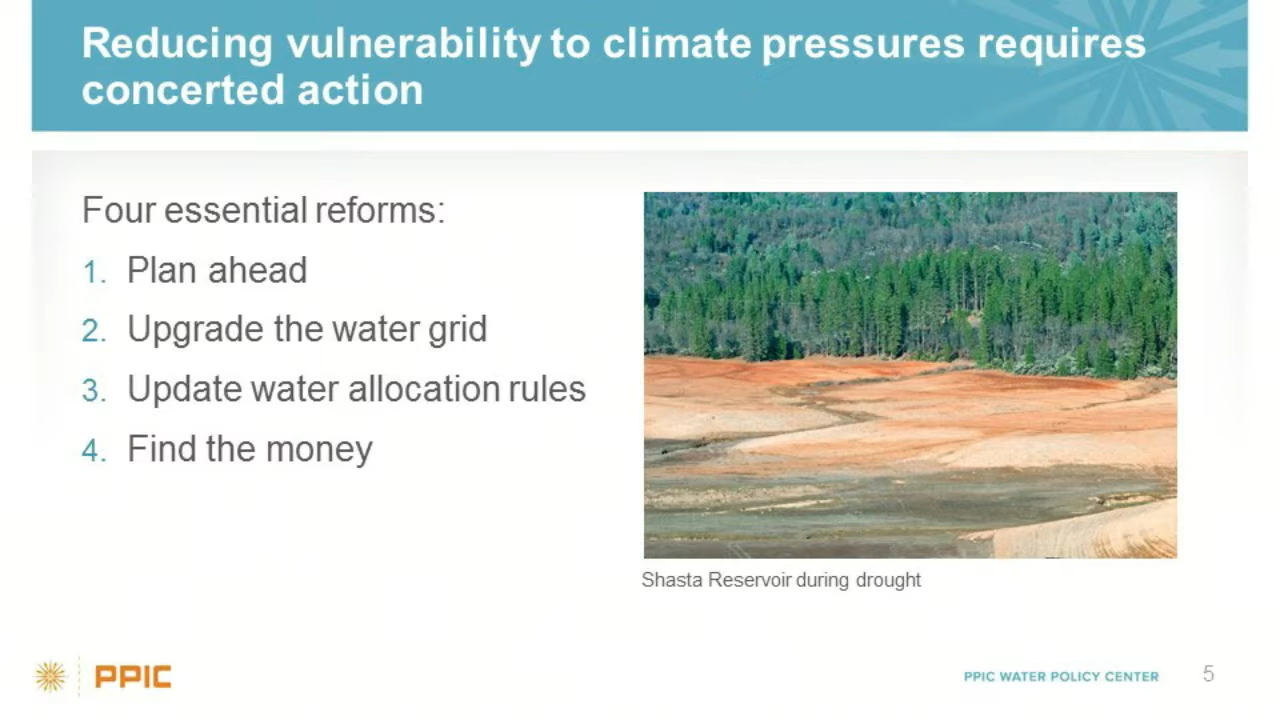 Reducing vulnerability to climate pressures requires
concerted action
Four essential reforms:
1. Plan ahead
2. Upgrade the water grid
3. Update water allocation rules
4. Find the money
Shasta Reservoir during drought
PPIC
PPIC WATER POLICY CENTER
5